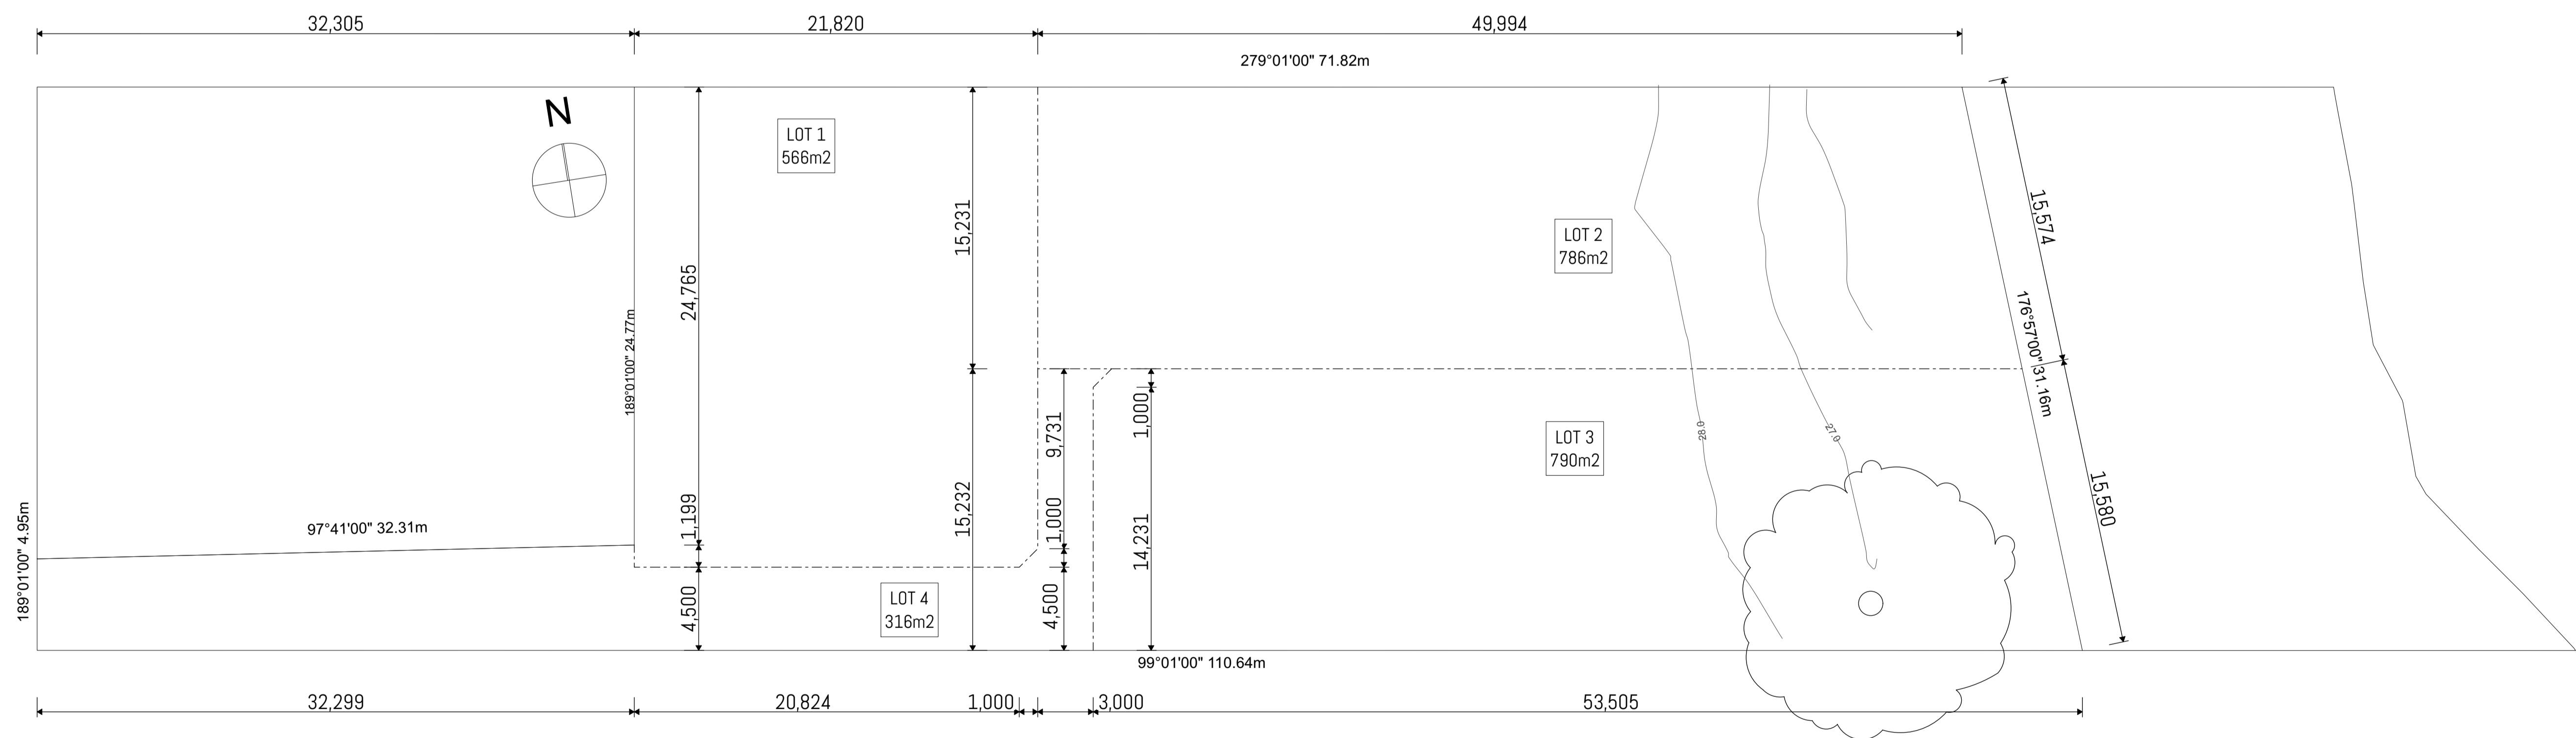 32,305
21,820
49,994
279°01'00" 71.82m
N
LOT 1
566m2
15,574
15,231
LOT 2
786m2
24,765
189°01'00" 24.77m
176°57'00" 31.16m
1,000
9,731
LOT 3
790m2
28.0
27.0
15,580
1,199
15,232
1,000
14,231
97°41'00" 32.31m
189°01'00" 4.95m
4,500
LOT 4
316m2
4,500
99°01'00" 110.64m
32,299
20,824
1,000
3,000
53,505